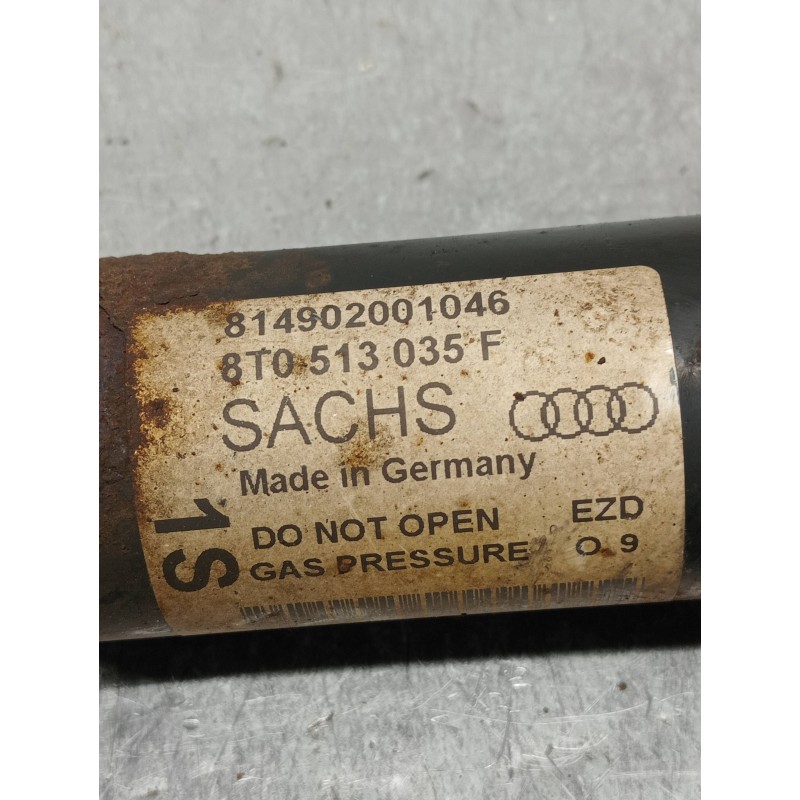 814902001046
8T0 513 035 F
SACHS
Made in Germany
1S
DO NOT OPEN EZD
GAS PRESSURE O 9